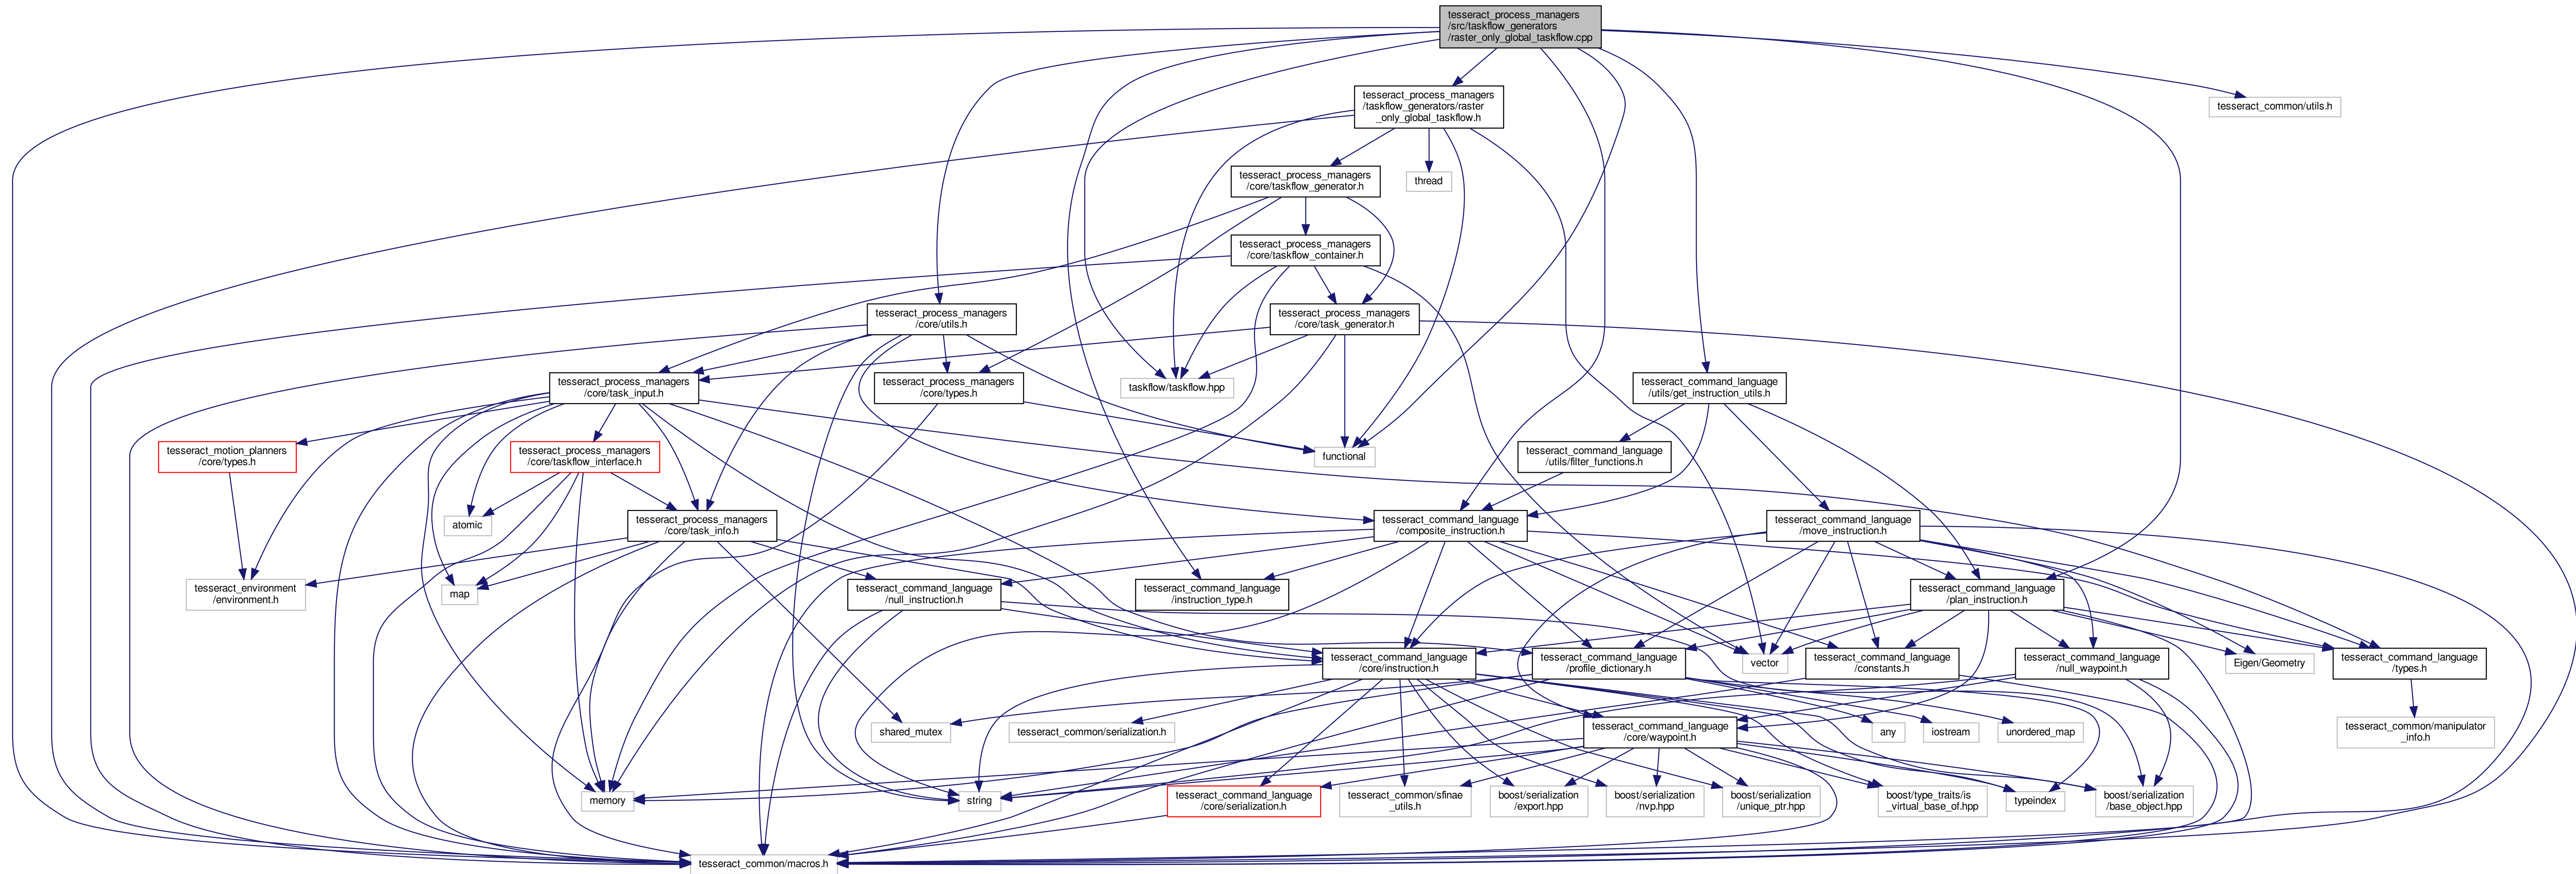 tesseract_process_managers
/src/taskflow_generators
/raster_only_global_taskflow.cpp
tesseract_process_managers
/taskflow_generators/raster
_only_global_taskflow.h
tesseract_common/utils.h
tesseract_process_managers
/core/taskflow_generator.h
thread
tesseract_process_managers
/core/taskflow_container.h
tesseract_process_managers
/core/utils.h
tesseract_process_managers
/core/task_generator.h
tesseract_process_managers
/core/task_input.h
tesseract_process_managers
/core/types.h
taskflow/taskflow.hpp
tesseract_command_language
/utils/get_instruction_utils.h
tesseract_motion_planners
/core/types.h
tesseract_process_managers
/core/taskflow_interface.h
functional
tesseract_command_language
/utils/filter_functions.h
atomic
tesseract_process_managers
/core/task_info.h
tesseract_command_language
/composite_instruction.h
tesseract_command_language
/move_instruction.h
tesseract_environment
/environment.h
map
tesseract_command_language
/null_instruction.h
tesseract_command_language
/instruction_type.h
tesseract_command_language
/plan_instruction.h
tesseract_command_language
/core/instruction.h
tesseract_command_language
/profile_dictionary.h
vector
tesseract_command_language
/constants.h
tesseract_command_language
/null_waypoint.h
Eigen/Geometry
tesseract_command_language
/types.h
shared_mutex
tesseract_common/serialization.h
tesseract_command_language
/core/waypoint.h
any
iostream
unordered_map
tesseract_common/manipulator
_info.h
memory
string
tesseract_command_language
/core/serialization.h
tesseract_common/sfinae
_utils.h
boost/serialization
/export.hpp
boost/serialization
/nvp.hpp
boost/serialization
/unique_ptr.hpp
boost/type_traits/is
_virtual_base_of.hpp
typeindex
boost/serialization
/base_object.hpp
tesseract_common/macros.h